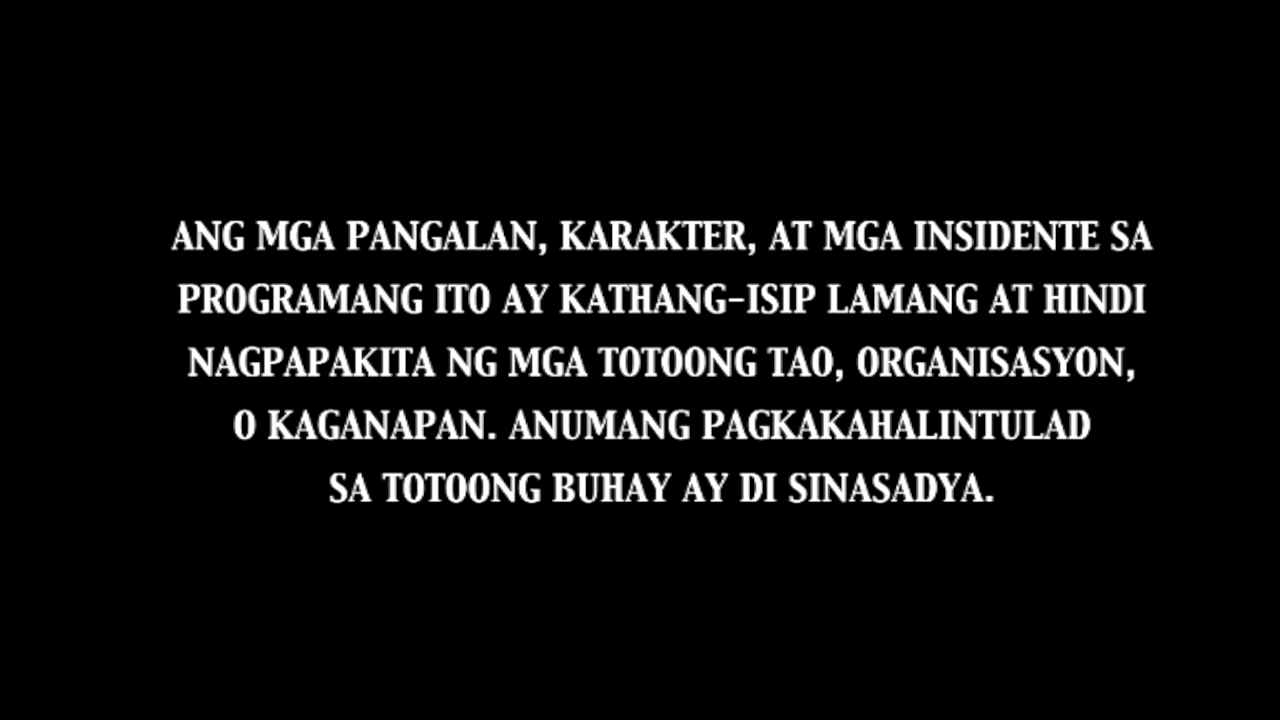 ANG MGA PANGALAN, KARAKTER, AT MGA INSIDENTE SA
PROGRAMANG ITO AY KATHANG-ISIP LAMANG AT HINDI
NAGPAPAKITA NG MGA TOTOONG TAO, ORGANISASYON,
O KAGANAPAN. ANUMANG PAGKAKAHALINTULAD
SA TOTOONG BUHAY AY DI SINASADYA.